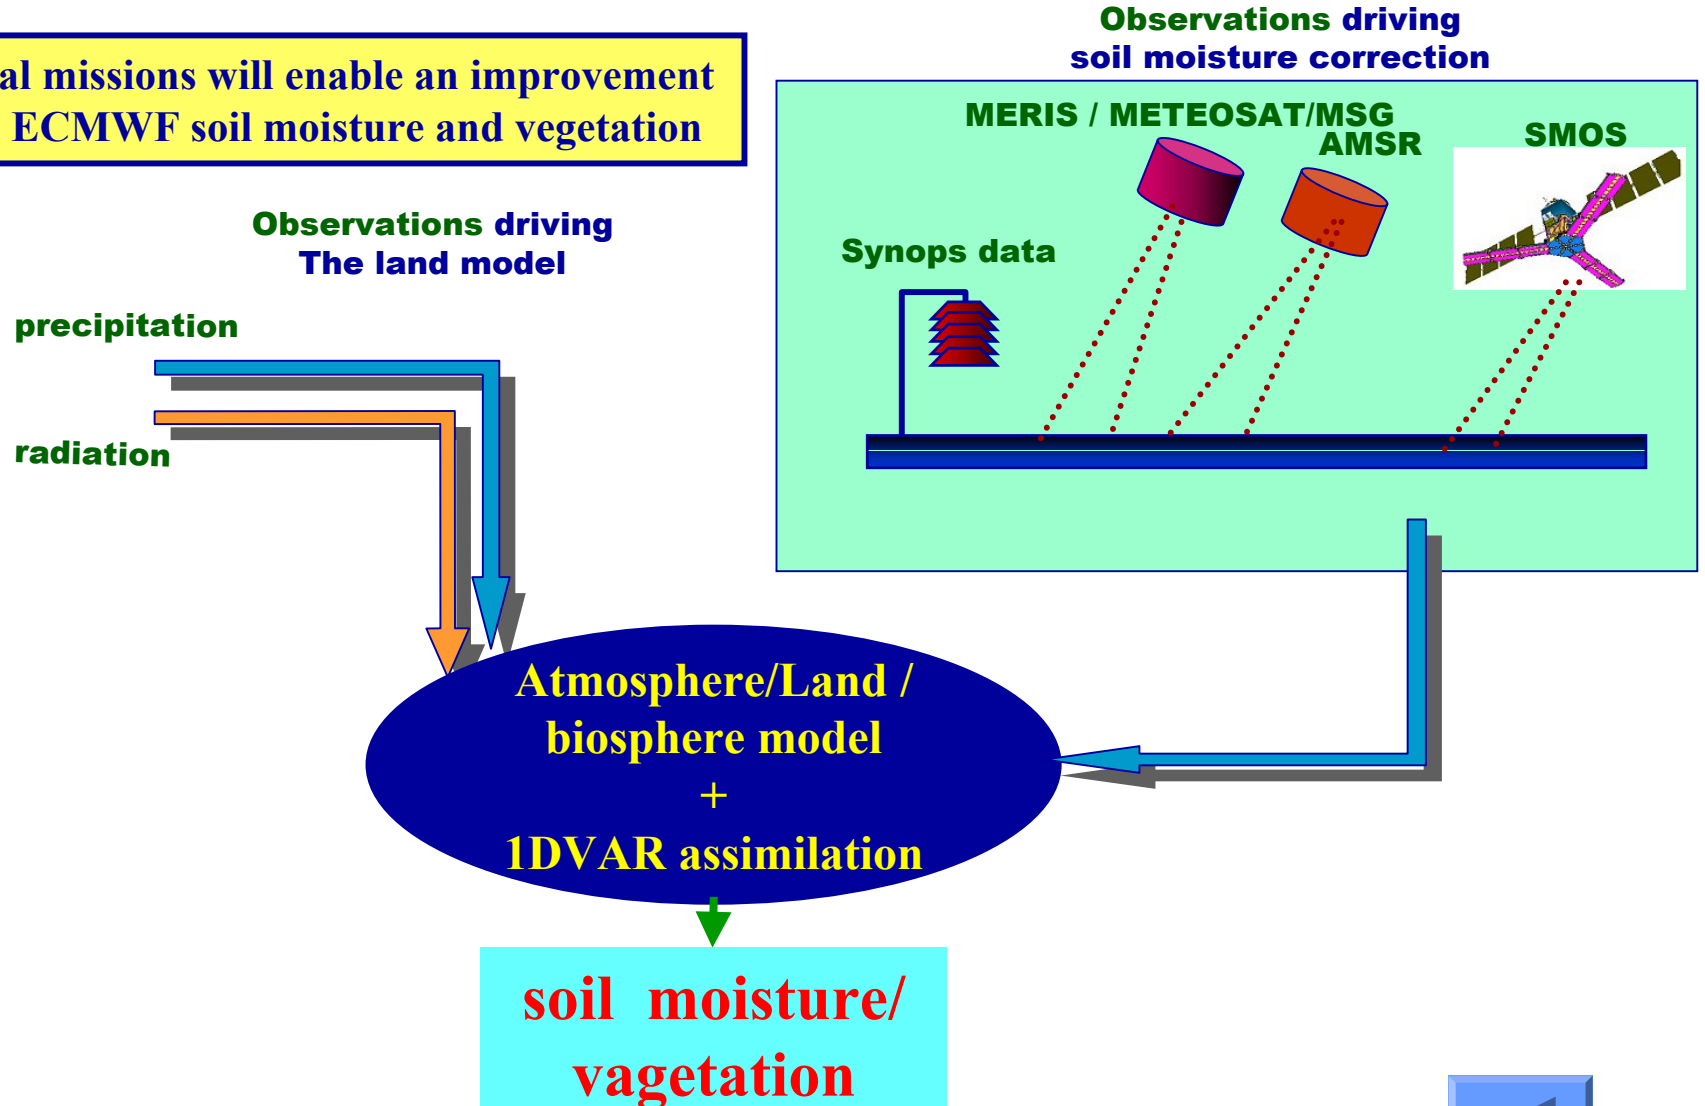 al missions will enable an improvement
ECMWF soil moisture and vegetation
Observations driving
soil moisture correction
MERIS / METEOSAT/MSG
AMSR
SMOS
Synops data
Observations driving
The land model
precipitation
radiation
Atmosphere/Land /
biosphere model
+
1DVAR assimilation
soil moisture/
vagetation